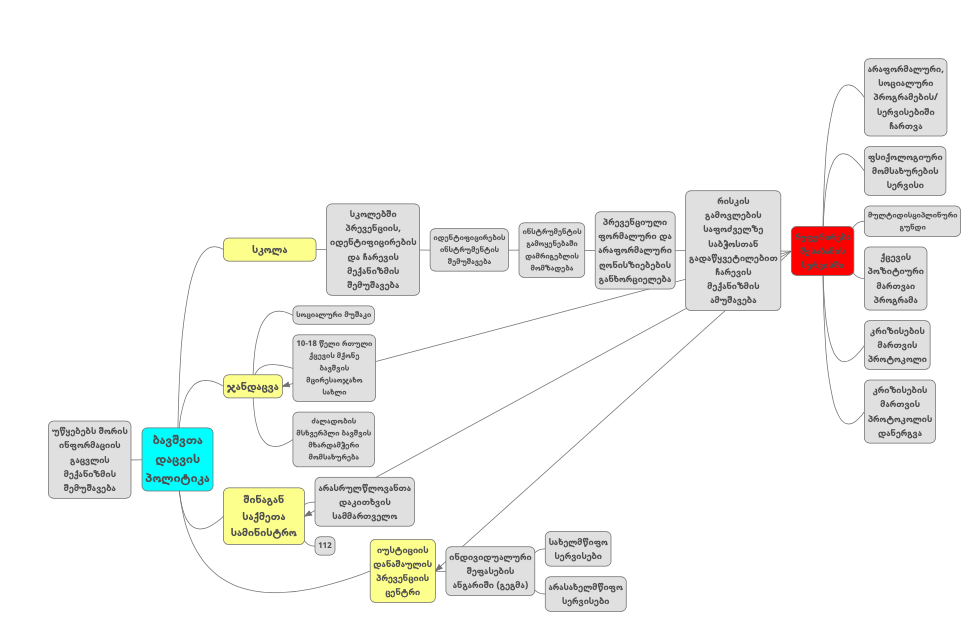 უწყებებს შორის
ინფორმაციის
გაცვლის
მექანიზმის
შემუშავება
ბავშვთა
დაცვის
პოლიტიკა
სკოლა
სკოლებში
პრევენციის,
იდენტიფიცირების
და ჩარევის
მექანიზმის
შემუშავება
იდენტიფიცირების
ინსტრუმენტის
შემუშავება
ინსტრუმენტის
გამოყენებაში
დამრიგებლის
მომზადება
პრევენციული
ფორმალური და
არაფორმალური
ღონისძიებების
განხორციელება
რისკის
გამოვლების
საფოძველზე
საბჭოსთან
გადაწყვეტილებით
ჩარევის
მექანიზმის
ამუშავება
არაფორმალური,
სოციალური
პროგრამების/
სერვისებიში
ჩართვა
ფსიქოლოგიური
მომსახურების
სერვისი
მულტიდისციპლინური
გუნდი
ქცევის
პოზიტიური
მართვაი
პროგრამა
კრიზისების
მართვის
პროტოკოლი
კრიზისების
მართვის
პროტოკოლის
დანერგვა
ჯანდაცვა
სოციალური მუშაკი
10-18 წელი რთული
ქცევის მქონე
ბავშვის
მცირესაოჯახო
სახლი
ძალადობის
მსხვერპლი ბავშვის
მხარდამჭერი
მომსახურება
შინაგან
საქმეთა
სამინისტრო
არასრულწლოვანთა
დაკითხვის
სამმართველო
112
იუსტიციის
დანაშაულის
პრევენციის
ცენტრი
ინდივიდუალური
შეფასების
ანგარიში (გეგმა)
სახელმწიფო
სერვისები
არასახელმწიფო
სერვისები